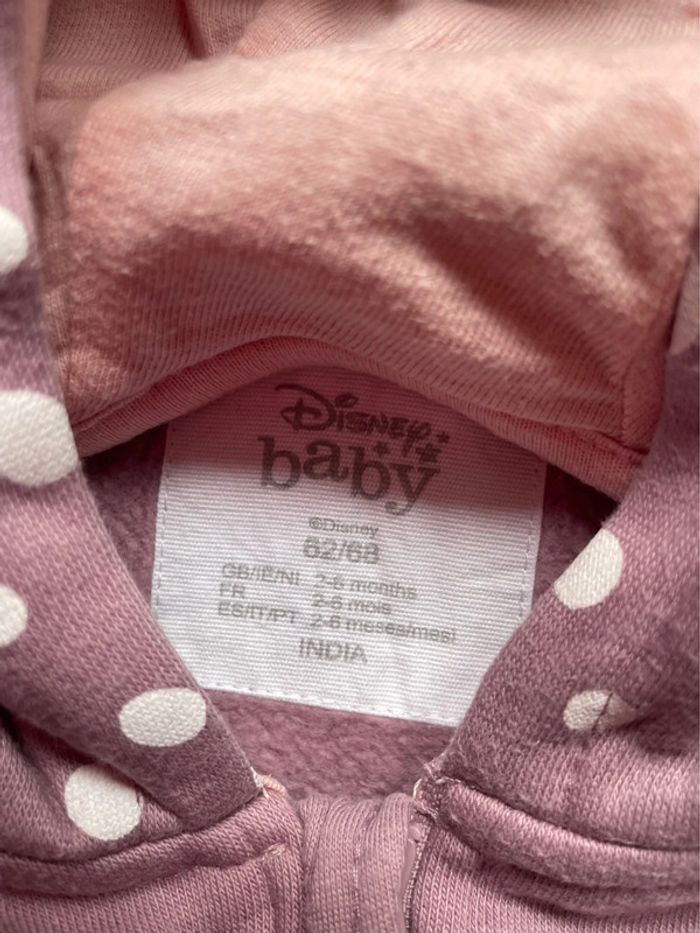 Disney
baby
©Disney
62/68
GB/IE/NI 2-6 months
FR 2-6 mois
ES/IT/PT 2-6 meses/mesi
INDIA